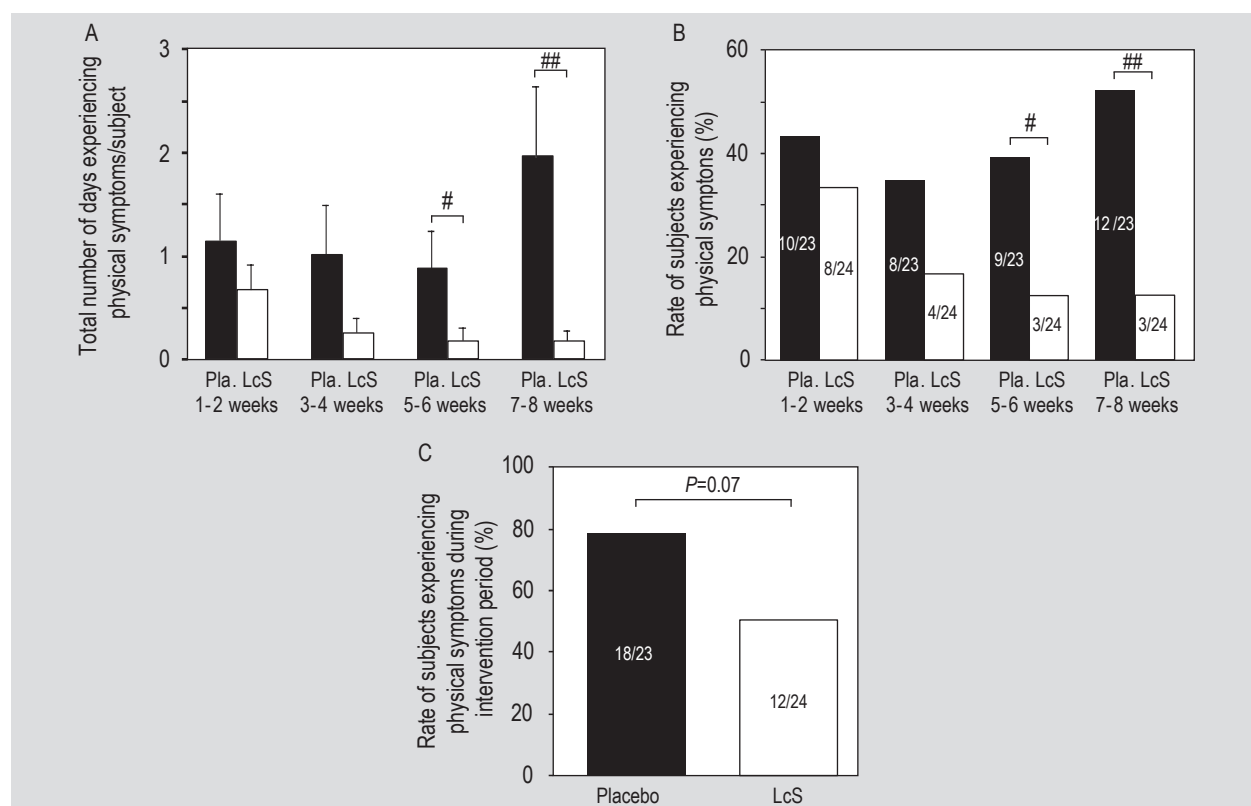 A
Total number of days experiencing
physical symptoms/subject
3
2
1
0
#
##
Pla. LcS
1-2 weeks
Pla. LcS
3-4 weeks
Pla. LcS
5-6 weeks
Pla. LcS
7-8 weeks
B
Rate of subjects experiencing
physical symptons (%)
60
40
20
0
10/23
8/24
8/23
4/24
9/23
3/24
12 /23
3/24
#
##
Pla. LcS
1-2 weeks
Pla. LcS
3-4 weeks
Pla. LcS
5-6 weeks
Pla. LcS
7-8 weeks
C
Rate of subjects experiencing
physical symptoms during
intervention period (%)
100
80
60
40
20
0
P=0.07
18/23
12/24
Placebo
LcS